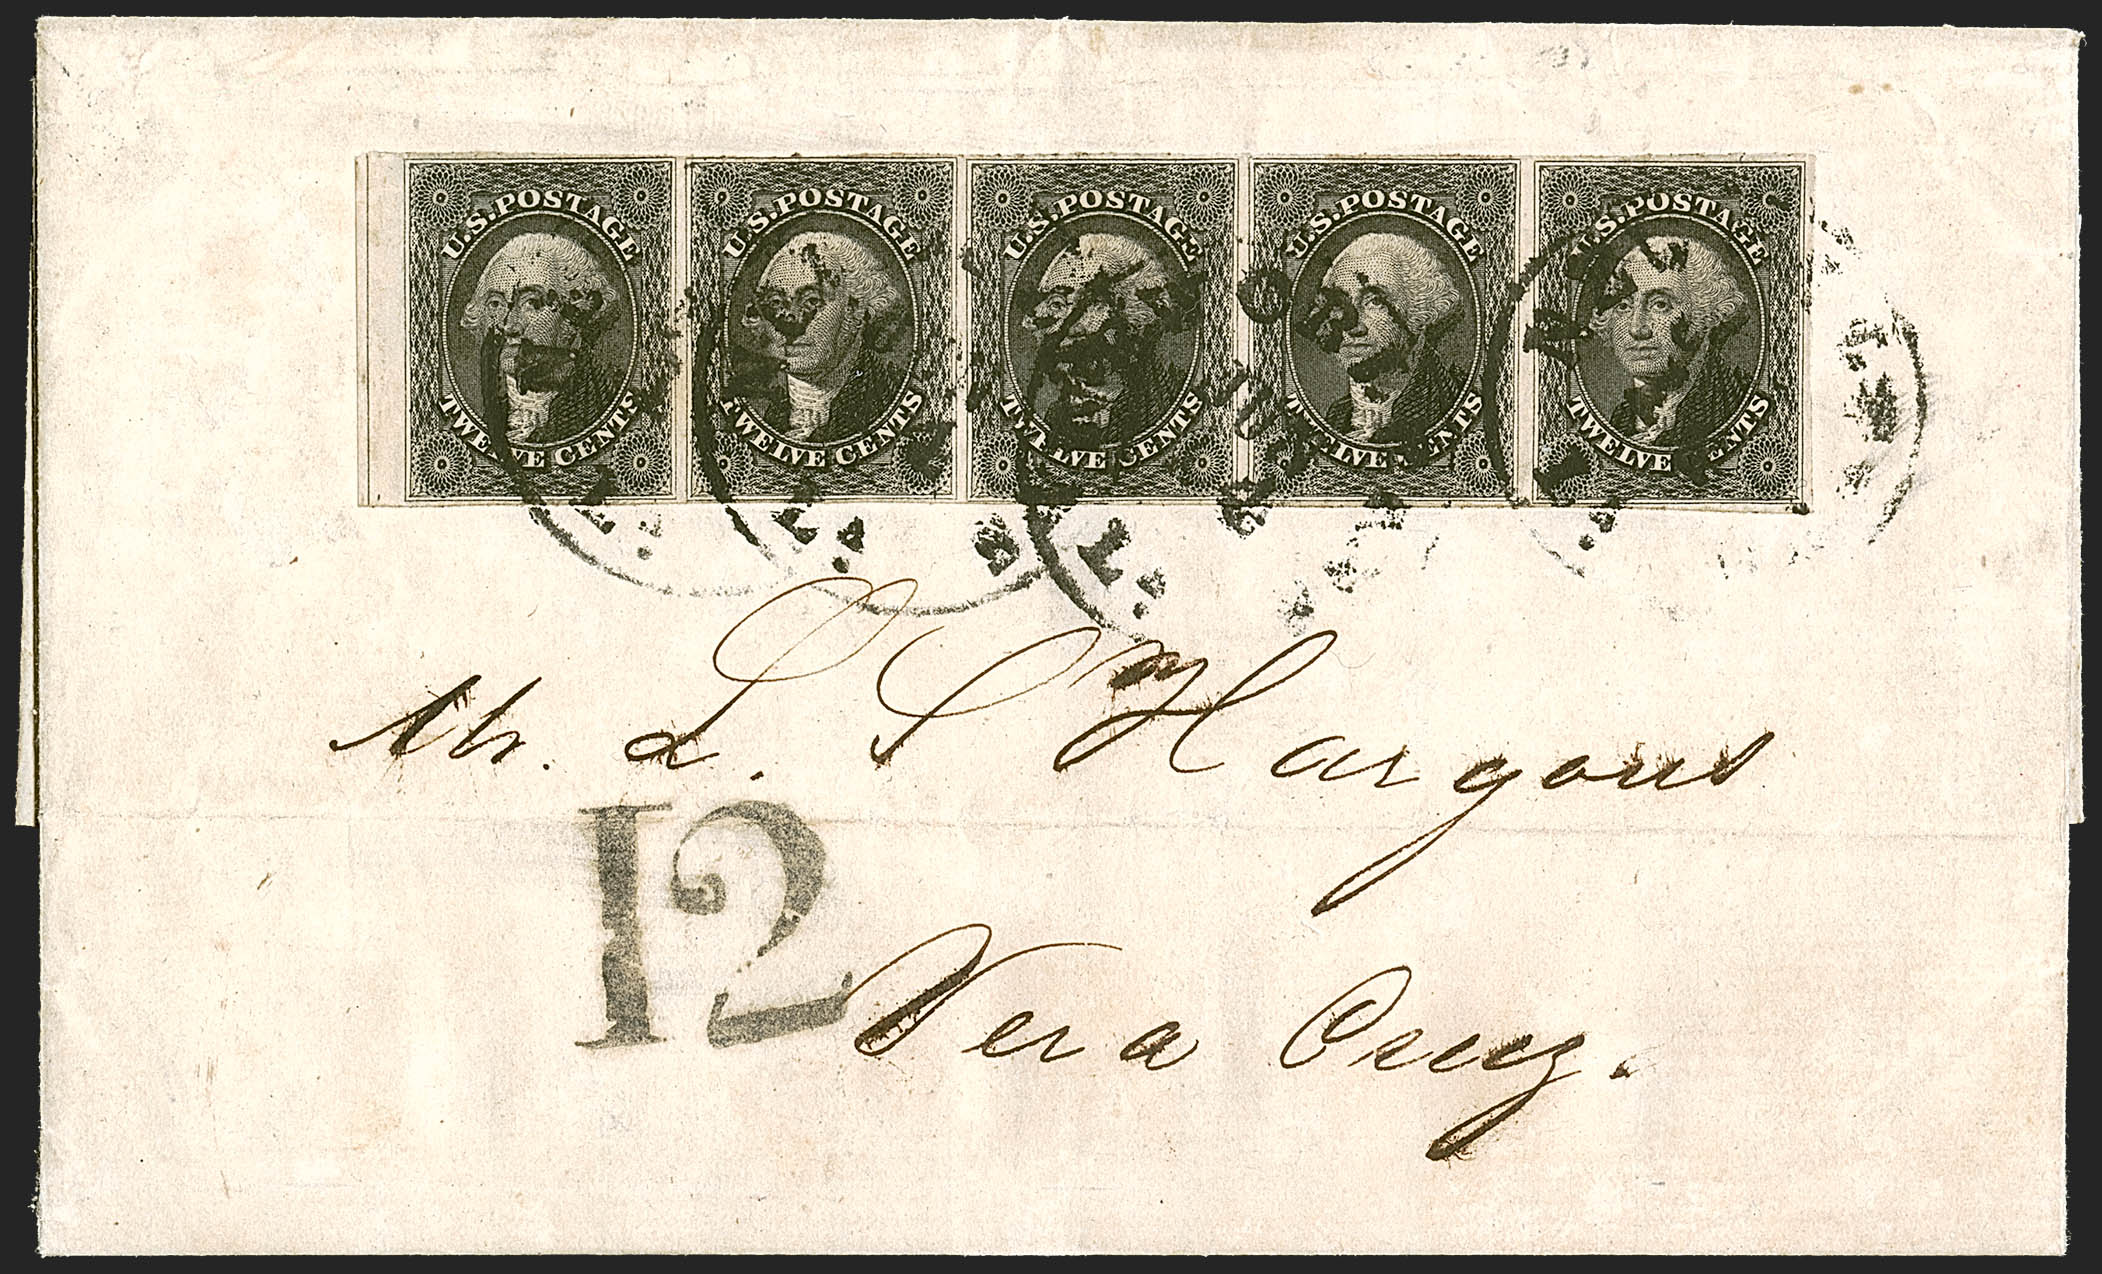 U.S. POSTAGE U.S. POSTAGE U.S. POSTAGE U.S. POSTAGE U.S. POSTAGE
TWELVE CENTS TWELVE CENTS TWELVE CENTS TWELVE CENTS TWELVE CENTS
Mr. L. S Hargous
12
Vera Cruz.